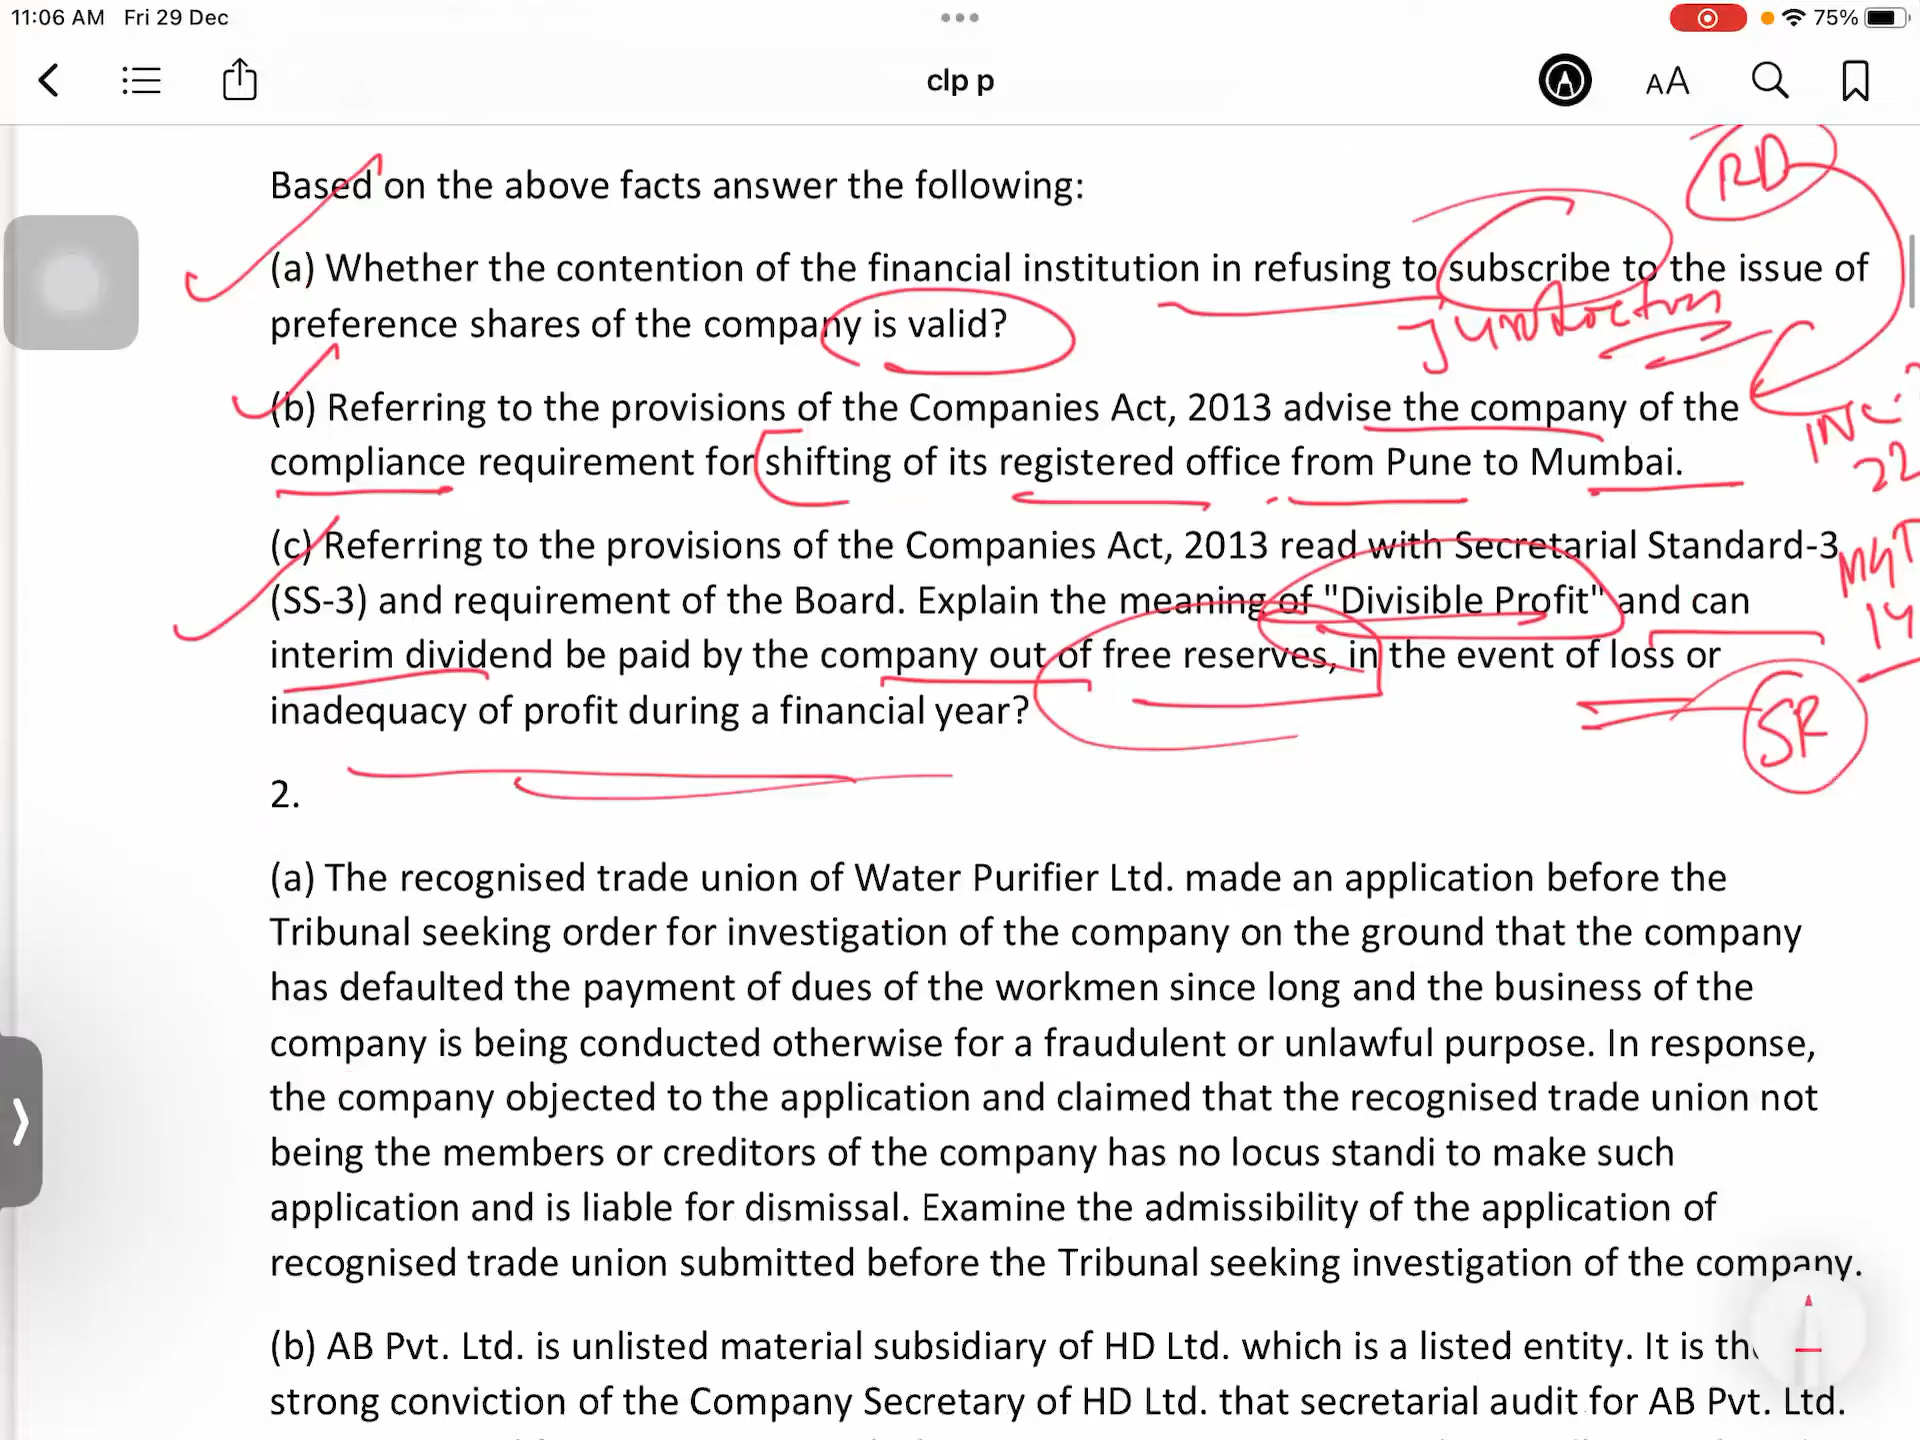 11:06 AM Fri 29 Dec
75%
clp p
AA
RD
Based on the above facts answer the following:
(a) Whether the contention of the financial institution in refusing to subscribe to the issue of
preference shares of the company is valid?
(b) Referring to the provisions of the Companies Act, 2013 advise the company of the
compliance requirement for shifting of its registered office from Pune to Mumbai.
INC-
22
(c) Referring to the provisions of the Companies Act, 2013 read with Secretarial Standard-3
(SS-3) and requirement of the Board. Explain the meaning of "Divisible Profit" and can
interim dividend be paid by the company out of free reserves, in the event of loss or
inadequacy of profit during a financial year?
MGT
14
SR
2.
(a) The recognised trade union of Water Purifier Ltd. made an application before the
Tribunal seeking order for investigation of the company on the ground that the company
has defaulted the payment of dues of the workmen since long and the business of the
company is being conducted otherwise for a fraudulent or unlawful purpose. In response,
the company objected to the application and claimed that the recognised trade union not
being the members or creditors of the company has no locus standi to make such
application and is liable for dismissal. Examine the admissibility of the application of
recognised trade union submitted before the Tribunal seeking investigation of the company.
(b) AB Pvt. Ltd. is unlisted material subsidiary of HD Ltd. which is a listed entity. It is
strong conviction of the Company Secretary of HD Ltd. that secretarial audit for AB Pvt. Ltd.